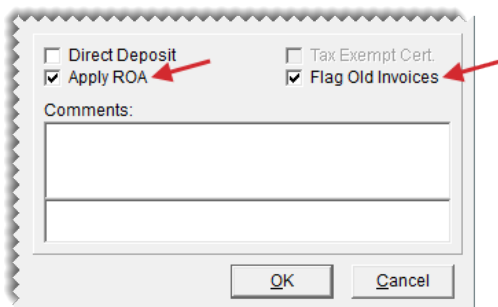 Direct Deposit Tax Exempt Cert.
Apply ROA Flag Old Invoices
Comments:
OK Cancel